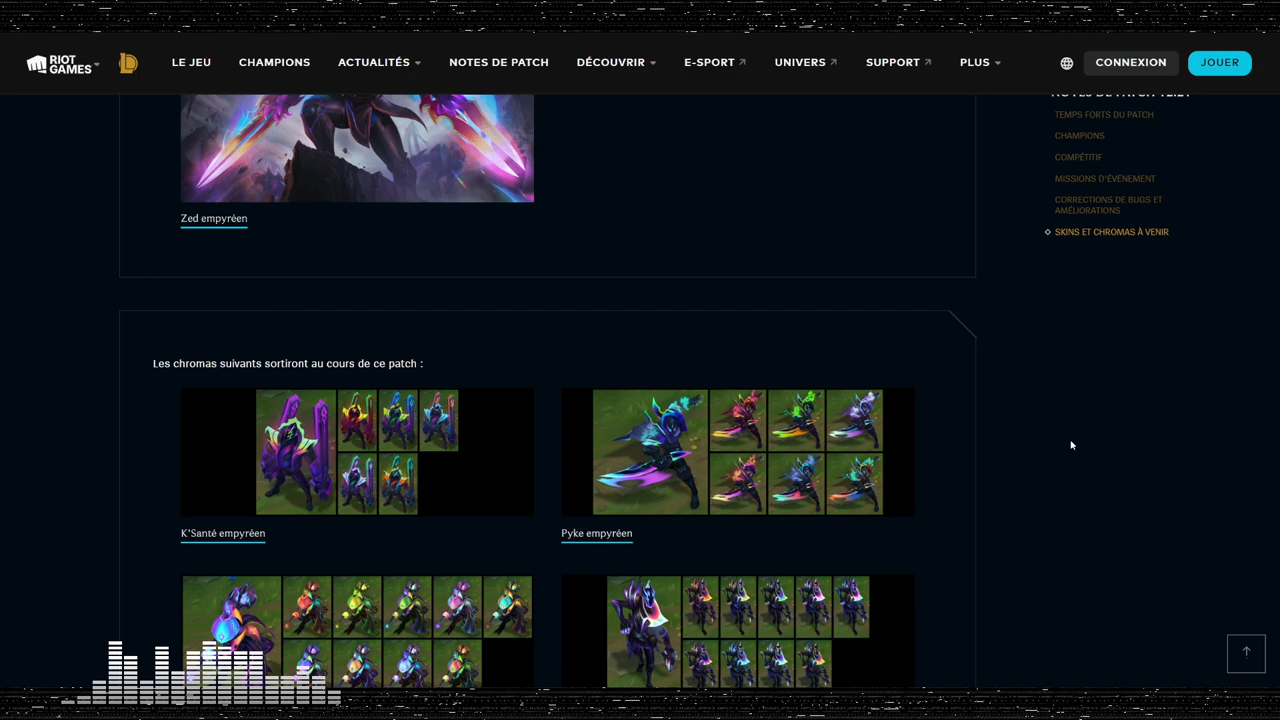 RIOT
GAMES
LE JEU
CHAMPIONS
ACTUALITÉS
NOTES DE PATCH
DÉCOUVRIR
E-SPORT
UNIVERS
SUPPORT
PLUS
CONNEXION
JOUER
Zed empyréen
TEMPS FORTS DU PATCH
CHAMPIONS
COMPÉTITIF
MISSIONS D'ÉVÉNEMENT
CORRECTIONS DE BUGS ET
AMÉLIORATIONS
SKINS ET CHROMAS À VENIR
Les chromas suivants sortiront au cours de ce patch :
K'Santé empyréen
Pyke empyréen